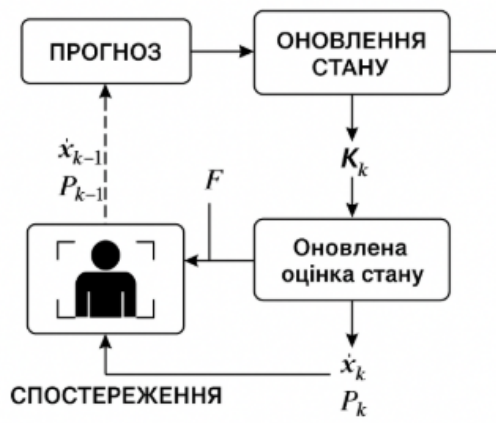 ПРОГНОЗ
ОНОВЛЕННЯ
СТАНУ
ẋₖ₋₁
Pₖ₋₁
F
Kₖ
Оновлена
оцінка стану
СПОСТЕРЕЖЕННЯ
ẋₖ
Pₖ